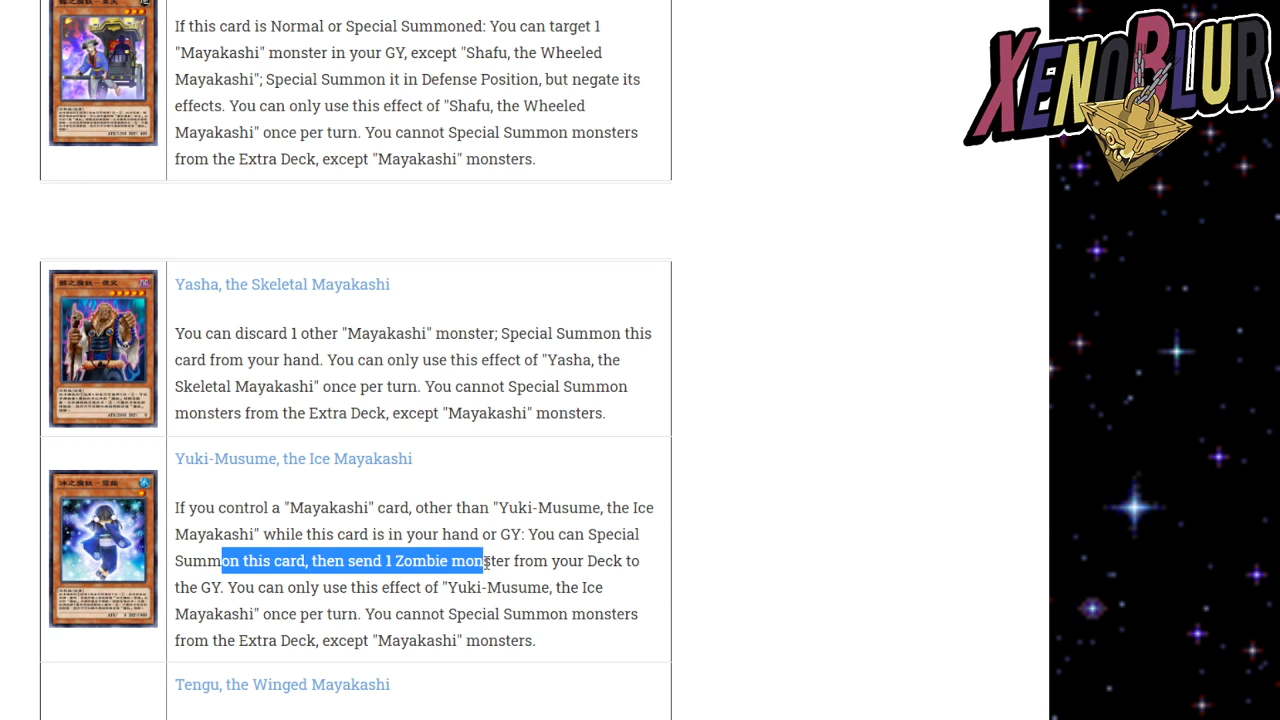 XENOBLUR
If this card is Normal or Special Summoned: You can target 1
"Mayakashi" monster in your GY, except "Shafu, the Wheeled
Mayakashi"; Special Summon it in Defense Position, but negate its
effects. You can only use this effect of "Shafu, the Wheeled
Mayakashi" once per turn. You cannot Special Summon monsters
from the Extra Deck, except "Mayakashi" monsters.
Yasha, the Skeletal Mayakashi
You can discard 1 other "Mayakashi" monster; Special Summon this
card from your hand. You can only use this effect of "Yasha, the
Skeletal Mayakashi" once per turn. You cannot Special Summon
monsters from the Extra Deck, except "Mayakashi" monsters.
Yuki-Musume, the Ice Mayakashi
If you control a "Mayakashi" card, other than "Yuki-Musume, the Ice
Mayakashi" while this card is in your hand or GY: You can Special
Summon this card, then send 1 Zombie monster from your Deck to
the GY. You can only use this effect of "Yuki-Musume, the Ice
Mayakashi" once per turn. You cannot Special Summon monsters
from the Extra Deck, except "Mayakashi" monsters.
Tengu, the Winged Mayakashi